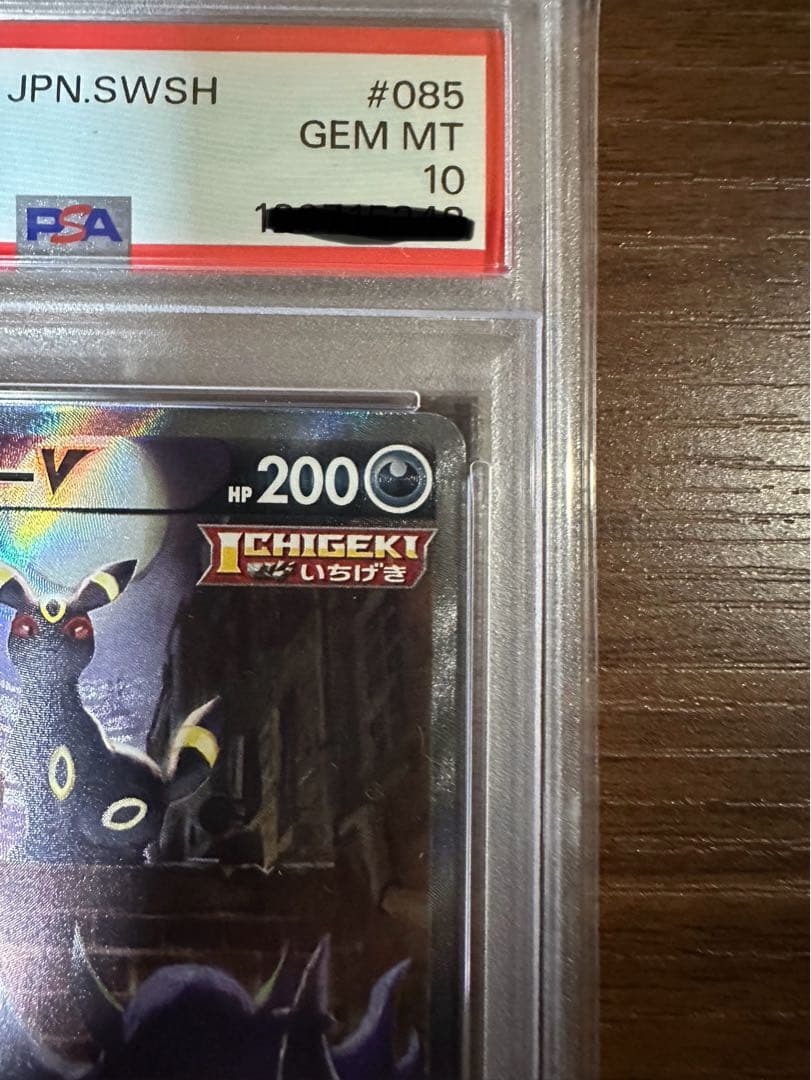 JPN.SWSH #085
GEM MT
10
PSA
V HP 200
ICHIGEKI
いちげき